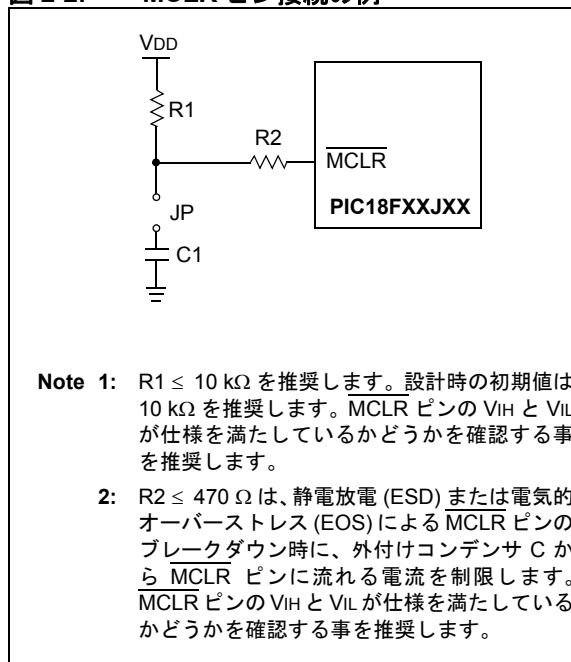 図 2-2: MCLR ピン接続の例
VDD
R1
R2
MCLR
PIC18FXXJXX
JP
C1
Note 1: R1 ≤ 10 kΩ を推奨します。設計時の初期値は
10 kΩ を推奨します。MCLR ピンの VIH と VIL
が仕様を満たしているかどうかを確認する事
を推奨します。
2: R2 ≤ 470 Ω は、静電放電 (ESD) または電気的
オーバーストレス (EOS) による MCLR ピンの
ブレークダウン時に、外付けコンデンサ C か
ら MCLR ピンに流れる電流を制限します。
MCLR ピンの VIH と VIL が仕様を満たしている
かどうかを確認する事を推奨します。